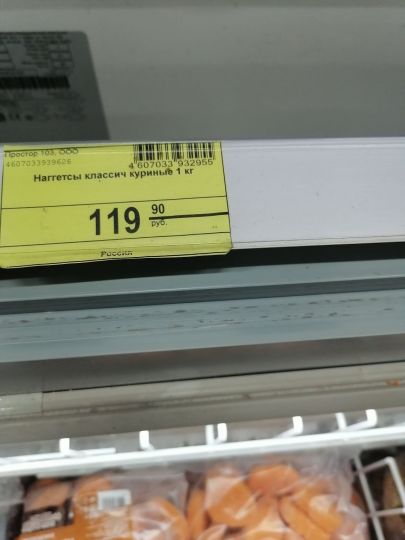 Простор 103, ООО
4607033939626
4 607033 932955
Наггетсы классич куриные 1 кг
119 90
руб.
Россия